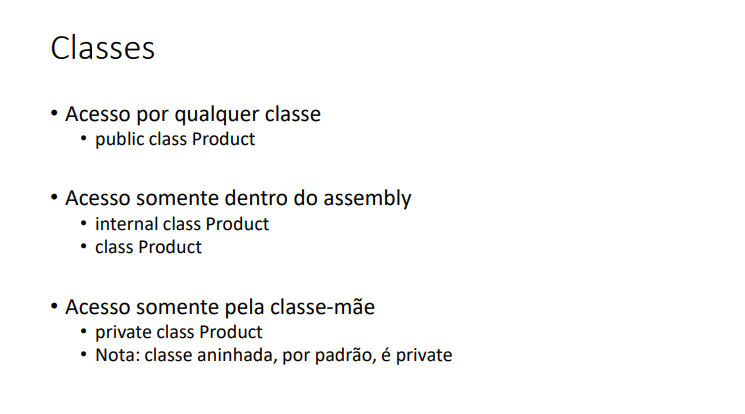 Classes
• Acesso por qualquer classe
• public class Product
• Acesso somente dentro do assembly
• internal class Product
• class Product
• Acesso somente pela classe-mãe
• private class Product
• Nota: classe aninhada, por padrão, é private